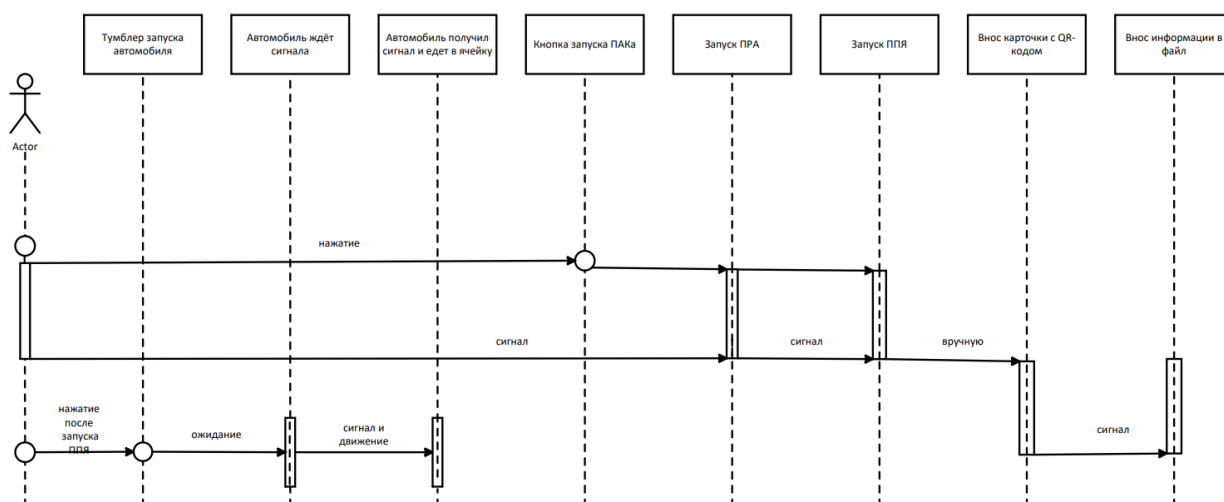 Тумблер запуска
автомобиля
Автомобиль ждёт
сигнала
Автомобиль получил
сигнал и едет в ячейку
Кнопка запуска ПАКа
Запуск ПРА
Запуск ППЯ
Внос карточки с QR-
кодом
Внос информации в
файл
Actor
нажатие
сигнал
сигнал
вручную
нажатие
после
запуска
ППЯ
ожидание
сигнал и
движение
сигнал